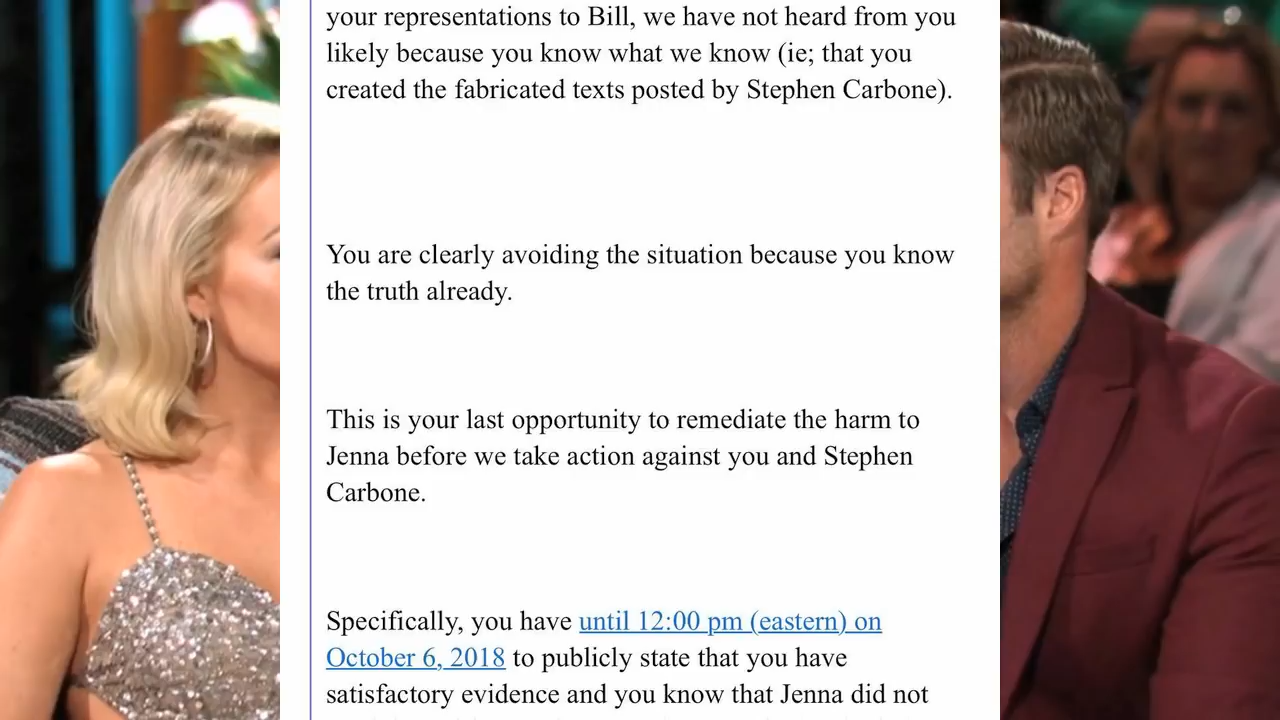 your representations to Bill, we have not heard from you
likely because you know what we know (ie; that you
created the fabricated texts posted by Stephen Carbone).
You are clearly avoiding the situation because you know
the truth already.
This is your last opportunity to remediate the harm to
Jenna before we take action against you and Stephen
Carbone.
Specifically, you have until 12:00 pm (eastern) on
October 6, 2018 to publicly state that you have
satisfactory evidence and you know that Jenna did not